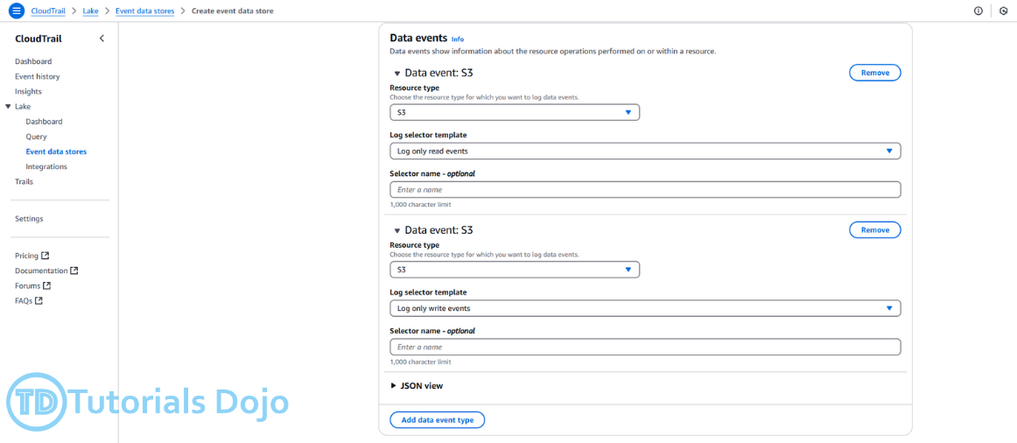 CloudTrail > Lake > Event data stores > Create event data store
CloudTrail
Dashboard
Event history
Insights
Lake
Dashboard
Query
Event data stores
Integrations
Trails
Settings
Pricing
Documentation
Forums
FAQs
Data events Info
Data events show information about the resource operations performed on or within a resource.
Data event: S3
Remove
Resource type
Choose the resource type for which you want to log data events.
S3
Log selector template
Log only read events
Selector name - optional
Enter a name
1,000 character limit
Data event: S3
Remove
Resource type
Choose the resource type for which you want to log data events.
S3
Log selector template
Log only write events
Selector name - optional
Enter a name
1,000 character limit
JSON view
Add data event type
TD Tutorials Dojo